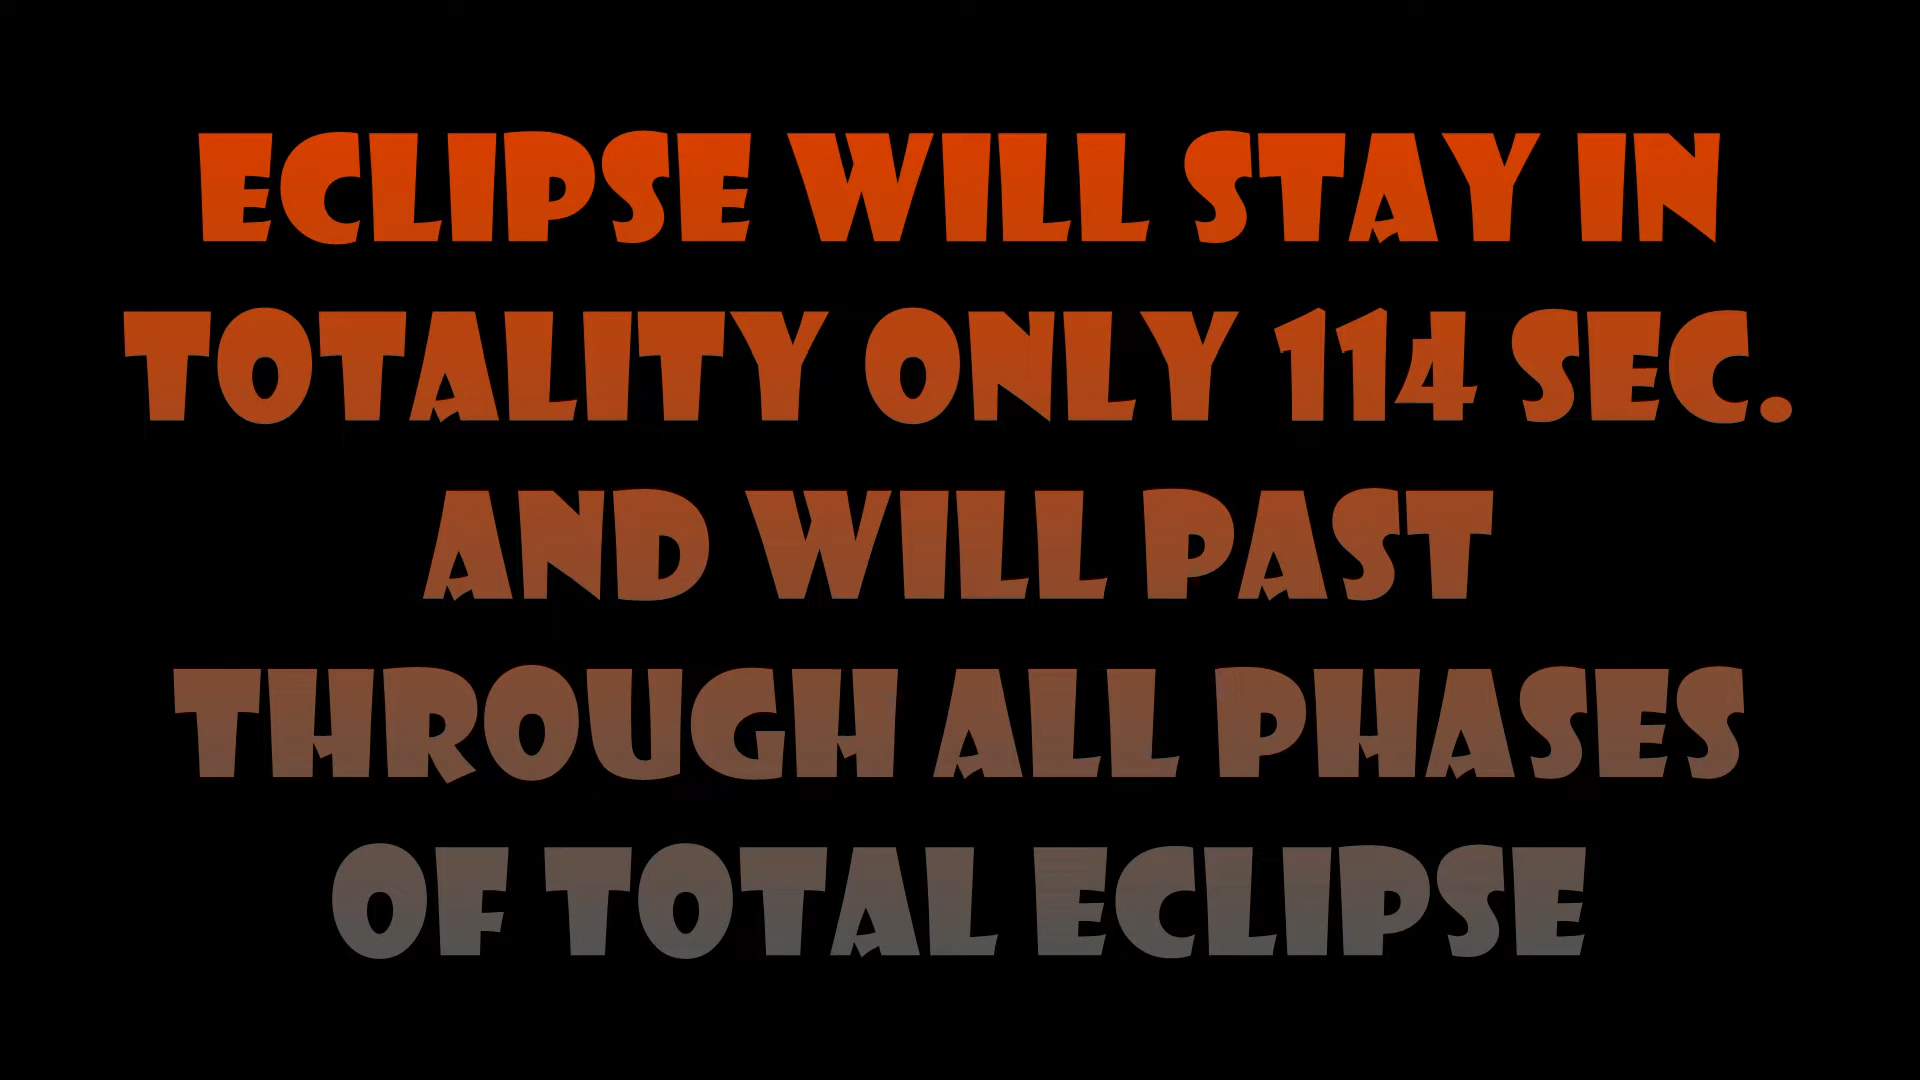 ECLIPSE WILL STAY IN
TOTALITY ONLY 114 SEC.
AND WILL PAST
THROUGH ALL PHASES
OF TOTAL ECLIPSE